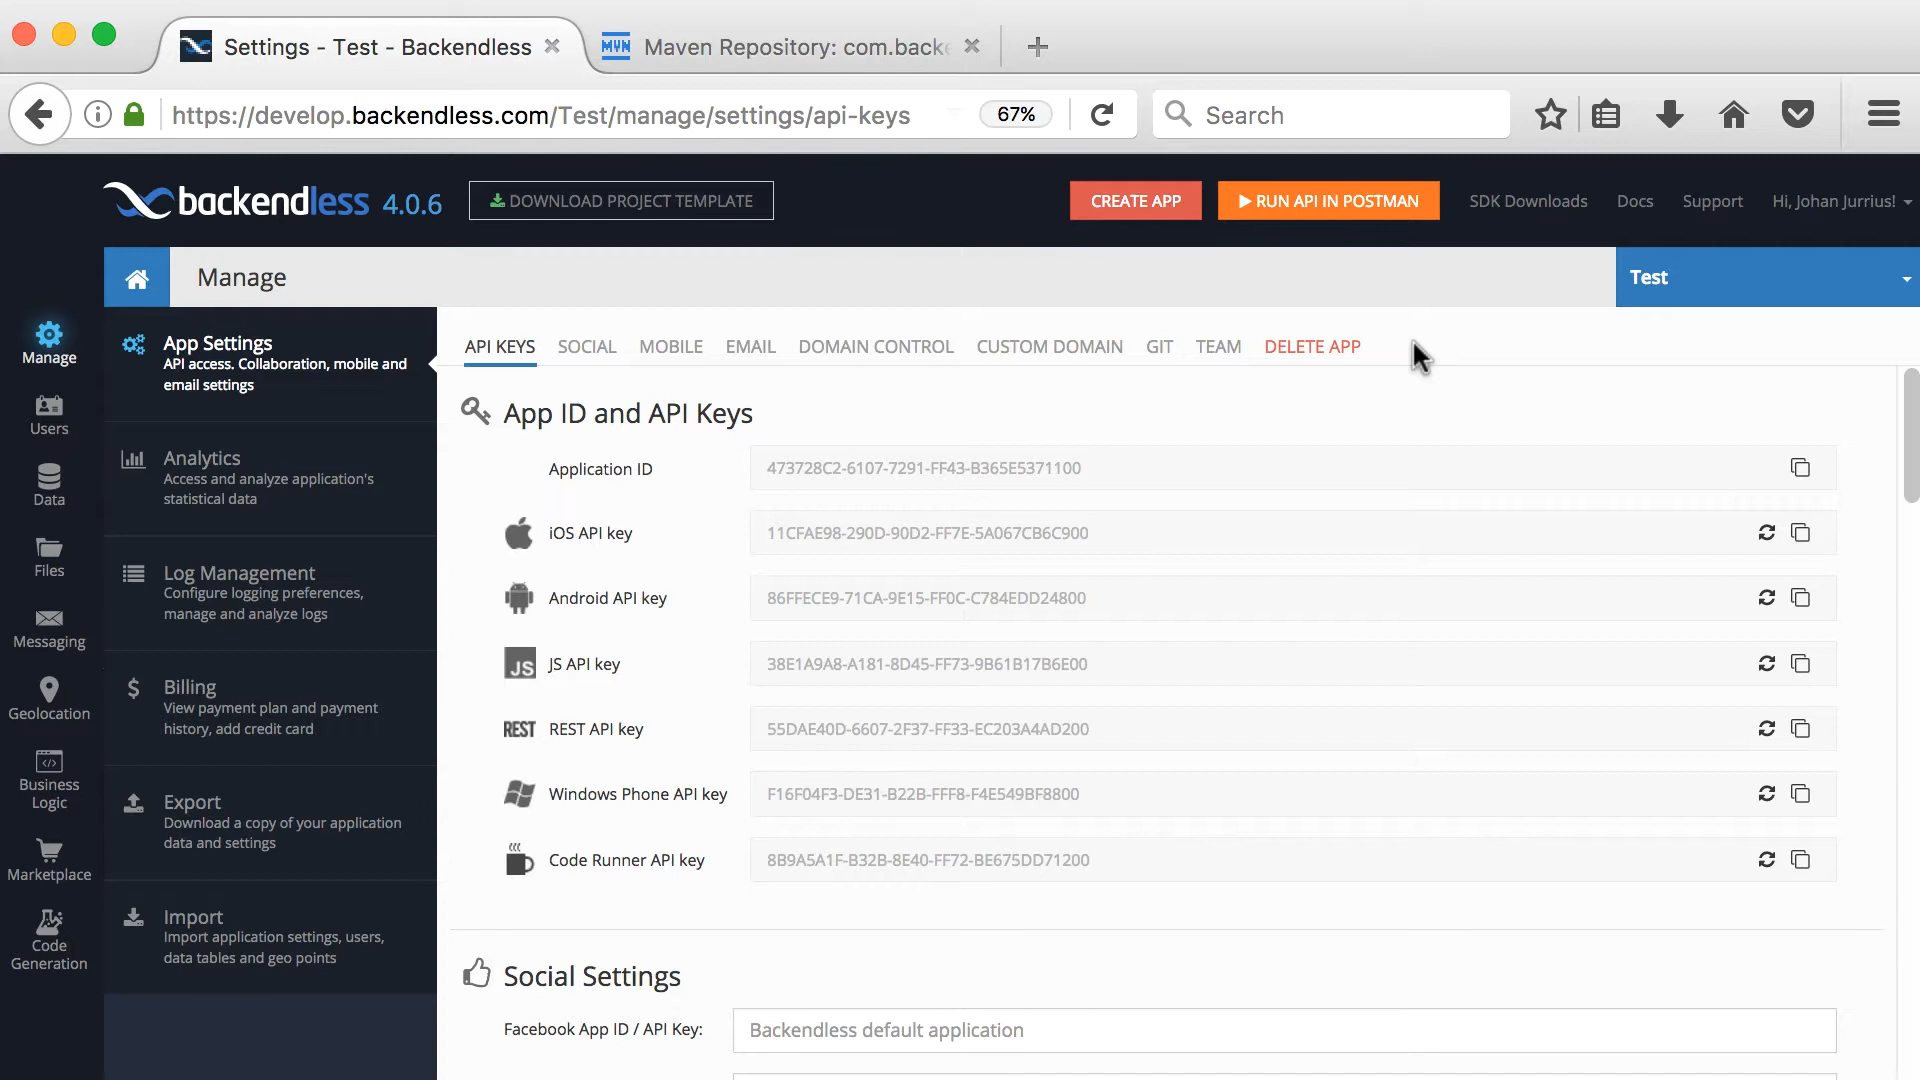 Settings - Test - Backendless
Maven Repository: com.backe
https://develop.backendless.com/Test/manage/settings/api-keys
67%
Search
backendless 4.0.6
DOWNLOAD PROJECT TEMPLATE
CREATE APP
RUN API IN POSTMAN
SDK Downloads
Docs
Support
Hi, Johan Jurrius!
Manage
Test
Manage
Users
Data
Files
Messaging
Geolocation
Business
Logic
Marketplace
Code
Generation
App Settings
API access. Collaboration, mobile and
email settings
Analytics
Access and analyze application's
statistical data
Log Management
Configure logging preferences,
manage and analyze logs
Billing
View payment plan and payment
history, add credit card
Export
Download a copy of your application
data and settings
Import
Import application settings, users,
data tables and geo points
API KEYS
SOCIAL
MOBILE
EMAIL
DOMAIN CONTROL
CUSTOM DOMAIN
GIT
TEAM
DELETE APP
App ID and API Keys
Application ID
473728C2-6107-7291-FF43-B365E5371100
iOS API key
11CFAE98-290D-90D2-FF7E-5A067CB6C900
Android API key
86FFECE9-71CA-9E15-FF0C-C784EDD24800
JS
JS API key
38E1A9A8-A181-8D45-FF73-9B61B17B6E00
REST
REST API key
55DAE40D-6607-2F37-FF33-EC203A4AD200
Windows Phone API key
F16F04F3-DE31-B22B-FFF8-F4E549BF8800
Code Runner API key
8B9A5A1F-B32B-8E40-FF72-BE675DD71200
Social Settings
Facebook App ID / API Key:
Backendless default application